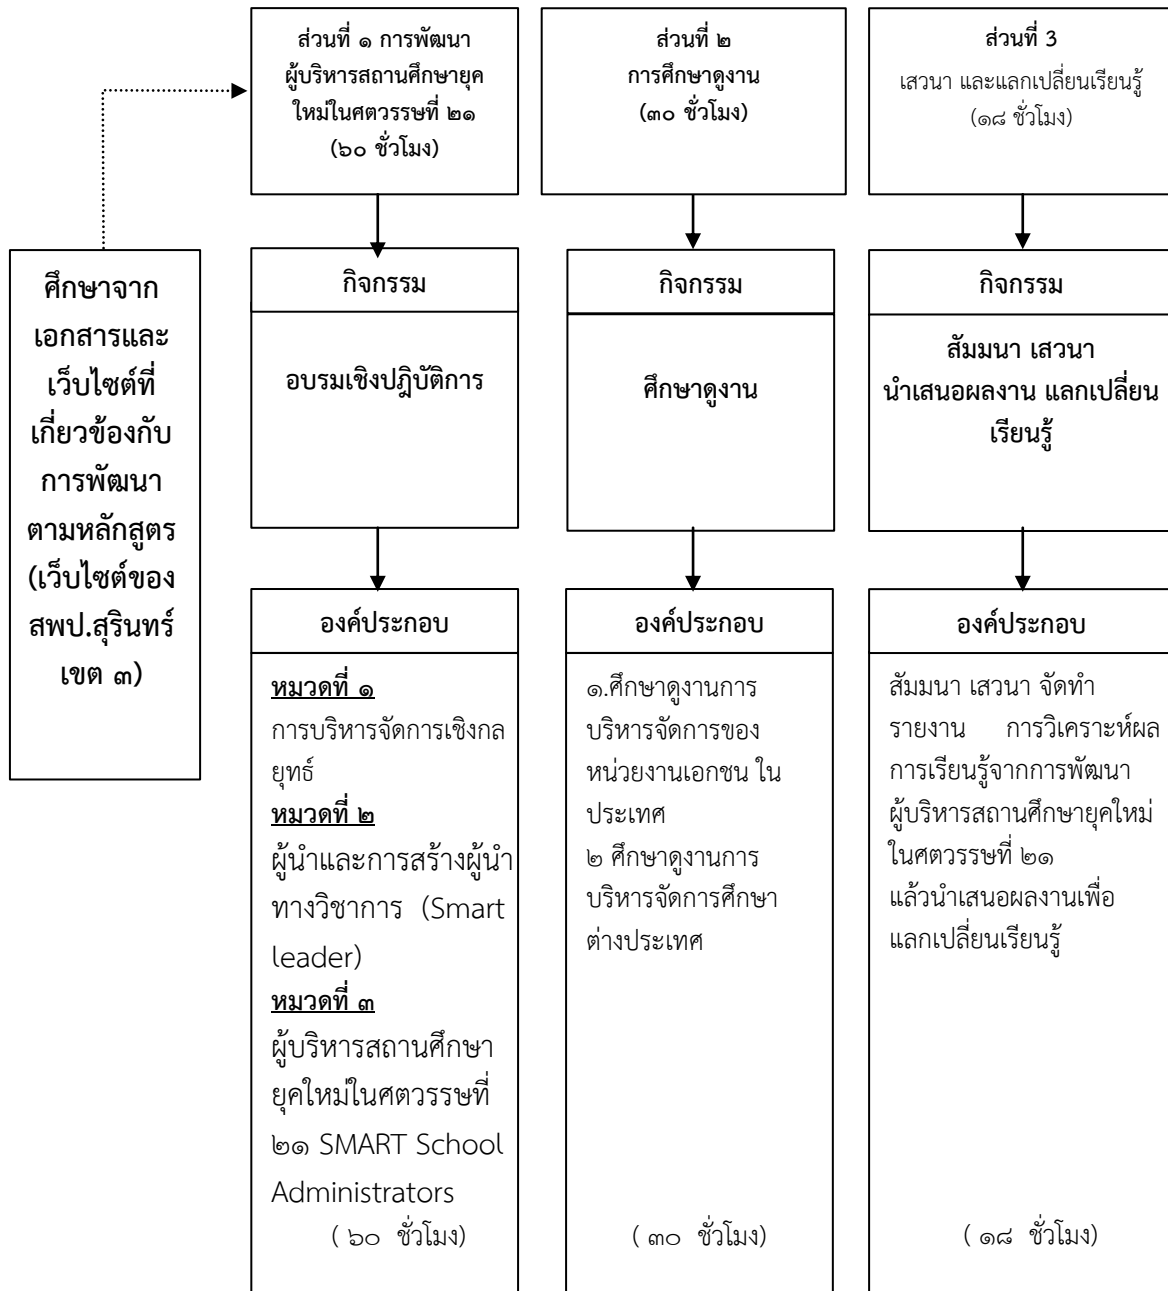 ส่วนที่ ๑ การพัฒนา
ผู้บริหารสถานศึกษายุค
ใหม่ในศตวรรษที่ ๒๑
(๖๐ ชั่วโมง)
ส่วนที่ ๒
การศึกษาดูงาน
(๓๐ ชั่วโมง)
ส่วนที่ 3
เสวนา และแลกเปลี่ยนเรียนรู้
(๑๘ ชั่วโมง)
ศึกษาจาก
เอกสารและ
เว็บไซต์ที่
เกี่ยวข้องกับ
การพัฒนา
ตามหลักสูตร
(เว็บไซต์ของ
สพป.สุรินทร์
เขต ๓)
กิจกรรม
อบรมเชิงปฏิบัติการ
กิจกรรม
ศึกษาดูงาน
กิจกรรม
สัมมนา เสวนา
นำเสนอผลงาน แลกเปลี่ยน
เรียนรู้
องค์ประกอบ
หมวดที่ ๑
การบริหารจัดการเชิงกล
ยุทธ์
หมวดที่ ๒
ผู้นำและการสร้างผู้นำ
ทางวิชาการ (Smart
leader)
หมวดที่ ๓
ผู้บริหารสถานศึกษา
ยุคใหม่ในศตวรรษที่
๒๑ SMART School
Administrators
( ๖๐ ชั่วโมง)
องค์ประกอบ
๑.ศึกษาดูงานการ
บริหารจัดการของ
หน่วยงานเอกชน ใน
ประเทศ
๒ ศึกษาดูงานการ
บริหารจัดการศึกษา
ต่างประเทศ
( ๓๐ ชั่วโมง)
องค์ประกอบ
สัมมนา เสวนา จัดทำ
รายงาน การวิเคราะห์ผล
การเรียนรู้จากการพัฒนา
ผู้บริหารสถานศึกษายุคใหม่
ในศตวรรษที่ ๒๑
แล้วนำเสนอผลงานเพื่อ
แลกเปลี่ยนเรียนรู้
( ๑๘ ชั่วโมง)